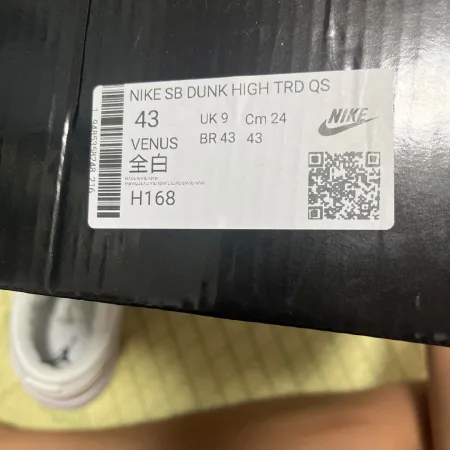 NIKE SB DUNK HIGH TRD QS
43 UK 9 Cm 24
BR 43 43
VENUS
全白
H168
NIKE